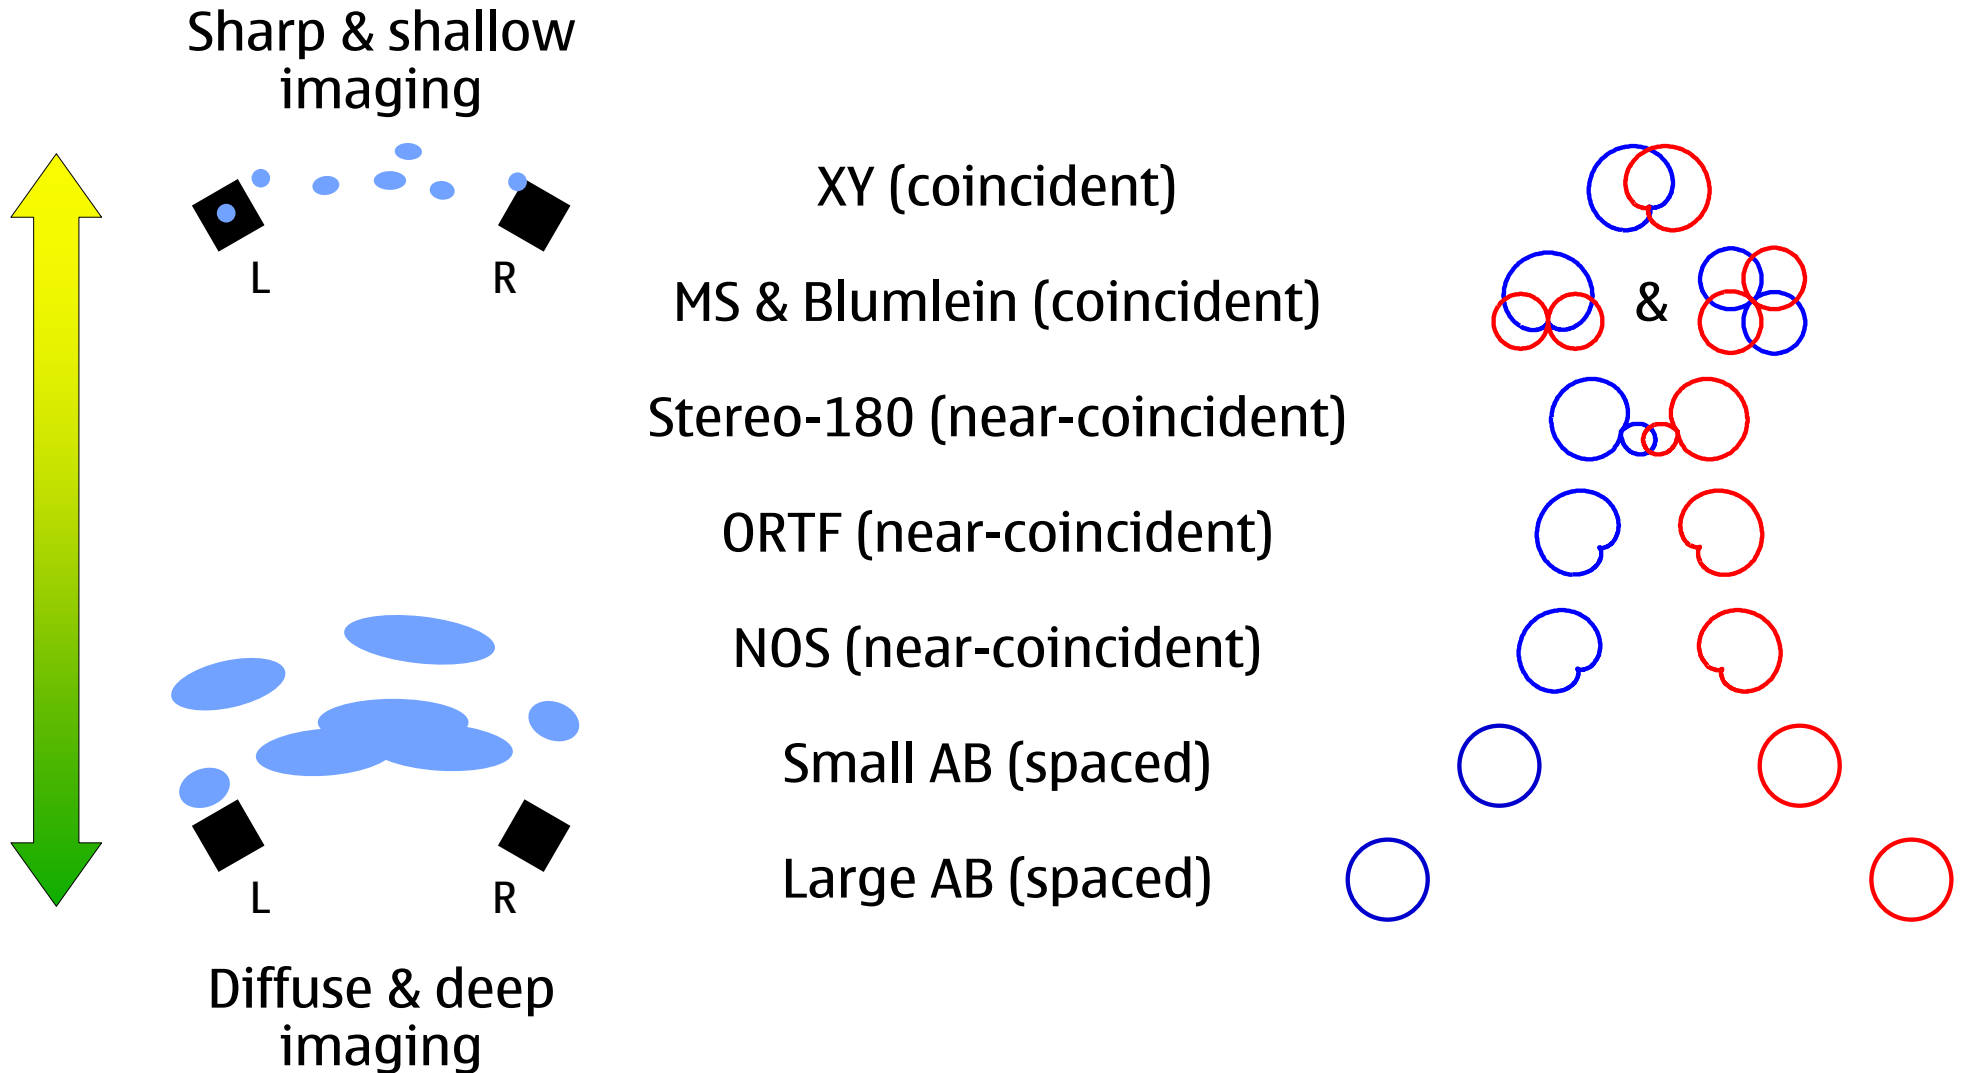 Sharp & shallow
imaging
L R
XY (coincident)
MS & Blumlein (coincident)
&
Stereo-180 (near-coincident)
ORTF (near-coincident)
NOS (near-coincident)
Small AB (spaced)
Large AB (spaced)
L R
Diffuse & deep
imaging